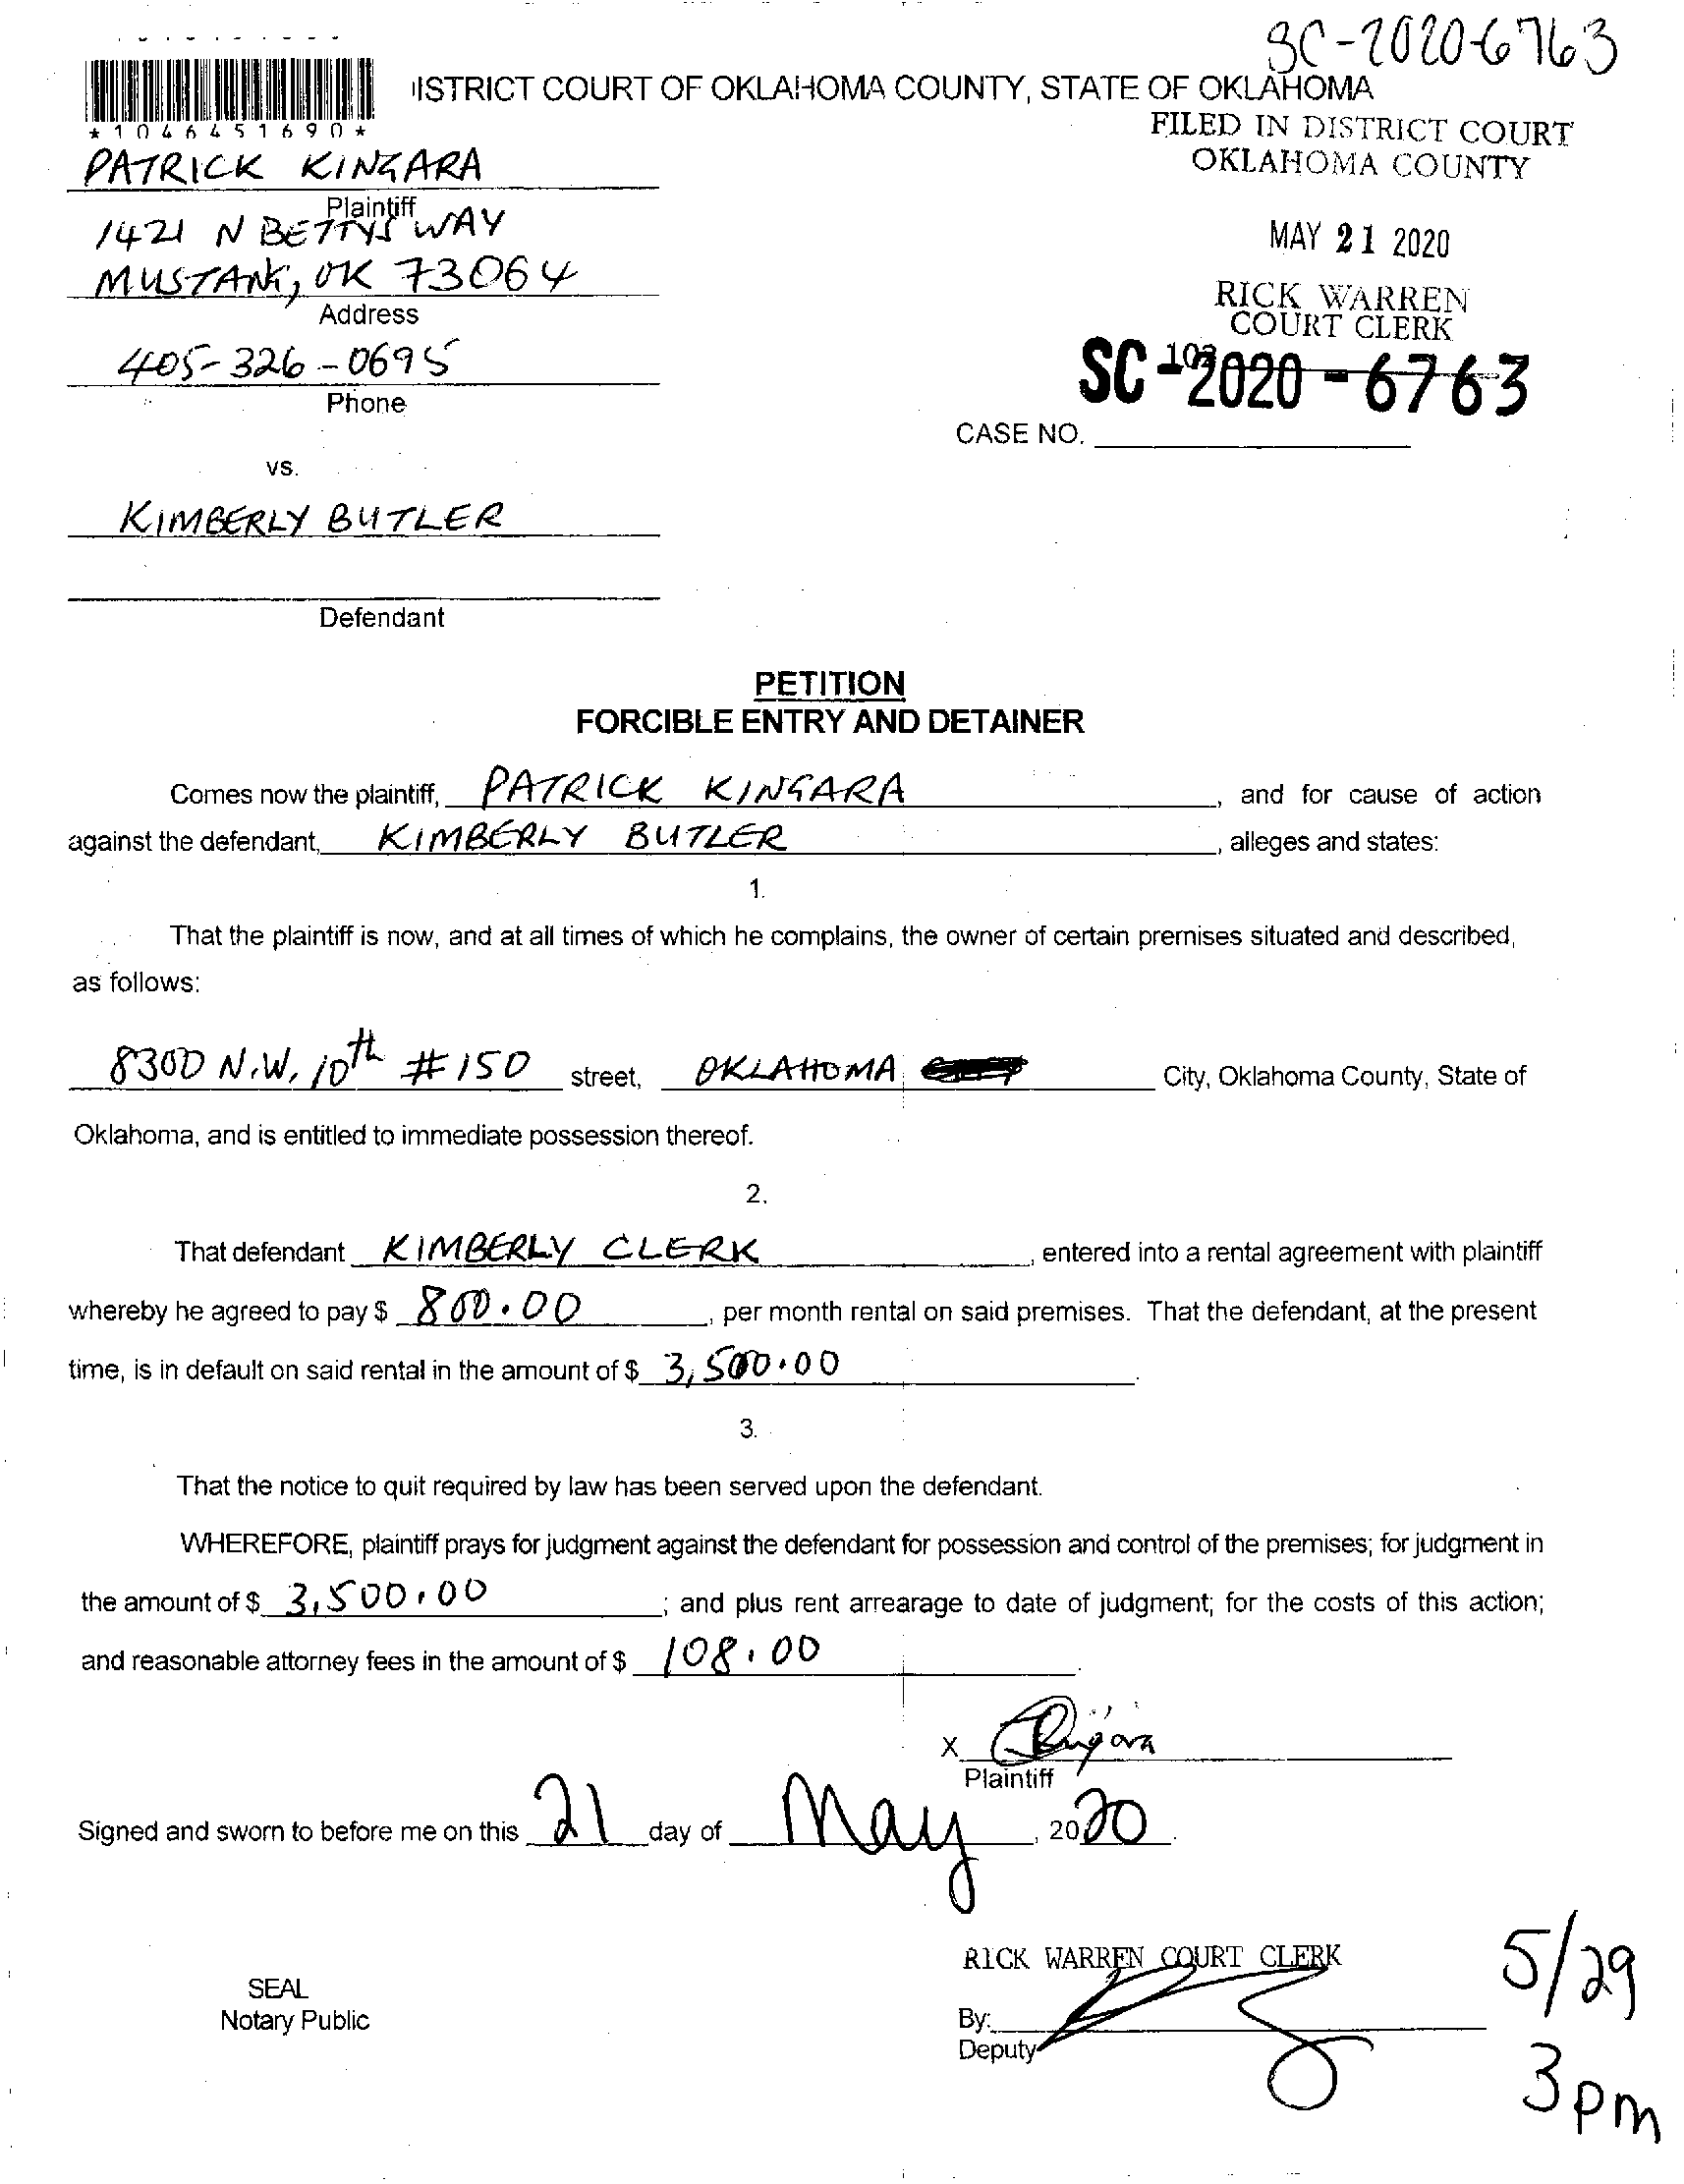 SC-2020-6763
ISTRICT COURT OF OKLAHOMA COUNTY, STATE OF OKLAHOMA
*1046451690*
FILED IN DISTRICT COURT
OKLAHOMA COUNTY
PATRICK KINGARA
Plaintiff
1421 N BETTYS WAY
MUSTANG, OK 73064
Address
MAY 21 2020
RICK WARREN
COURT CLERK
405-326-0695
Phone
102
SC-2020-6763
CASE NO.
vs.
KIMBERLY BUTLER
Defendant
PETITION
FORCIBLE ENTRY AND DETAINER
Comes now the plaintiff, PATRICK KINGARA, and for cause of action
against the defendant, KIMBERLY BUTLER, alleges and states:
1.
That the plaintiff is now, and at all times of which he complains, the owner of certain premises situated and described,
as follows:
8300 N.W. 10th #150 street, OKLAHOMA City, Oklahoma County, State of
Oklahoma, and is entitled to immediate possession thereof.
2.
That defendant KIMBERLY CLERK, entered into a rental agreement with plaintiff
whereby he agreed to pay $ 800.00, per month rental on said premises. That the defendant, at the present
time, is in default on said rental in the amount of $ 3,500.00.
3.
That the notice to quit required by law has been served upon the defendant.
WHEREFORE, plaintiff prays for judgment against the defendant for possession and control of the premises; for judgment in
the amount of $ 3,500.00; and plus rent arrearage to date of judgment; for the costs of this action;
and reasonable attorney fees in the amount of $ 108.00.
X
Plaintiff
Signed and sworn to before me on this 21 day of May, 2020.
RICK WARREN COURT CLERK
SEAL
Notary Public
By:
Deputy
5/29
3pm